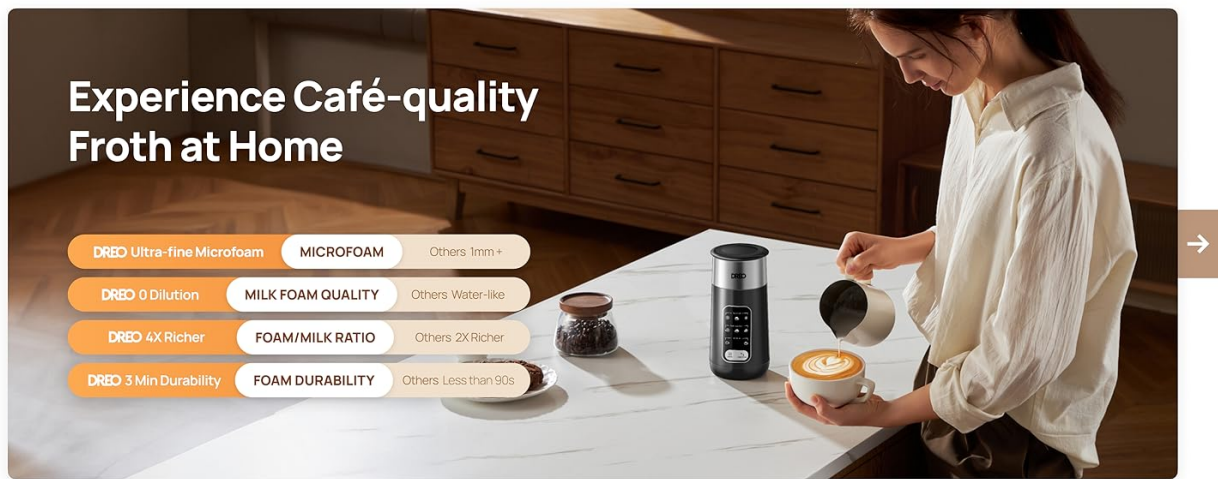 Experience Café-quality
Froth at Home
DREO Ultra-fine Microfoam MICROFOAM Others 1mm+
DREO 0 Dilution MILK FOAM QUALITY Others Water-like
DREO 4X Richer FOAM/MILK RATIO Others 2X Richer
DREO 3 Min Durability FOAM DURABILITY Others Less than 90s
DREO